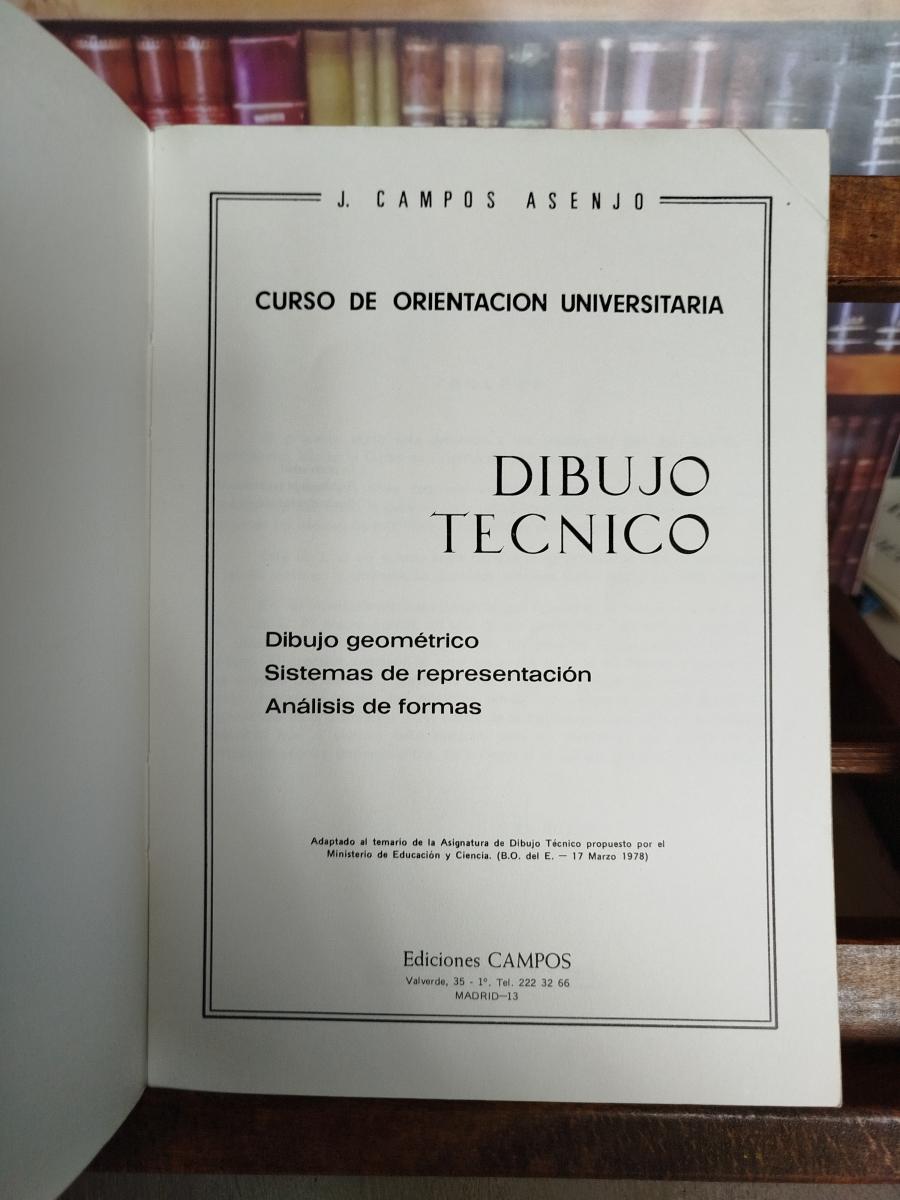 J. CAMPOS ASENJO
CURSO DE ORIENTACION UNIVERSITARIA
DIBUJO
TECNICO
Dibujo geométrico
Sistemas de representación
Análisis de formas
Adaptado al temario de la Asignatura de Dibujo Técnico propuesto por el
Ministerio de Educación y Ciencia. (B.O. del E. — 17 Marzo 1978)
Ediciones CAMPOS
Valverde, 35 - 1º. Tel. 222 32 66
MADRID—13